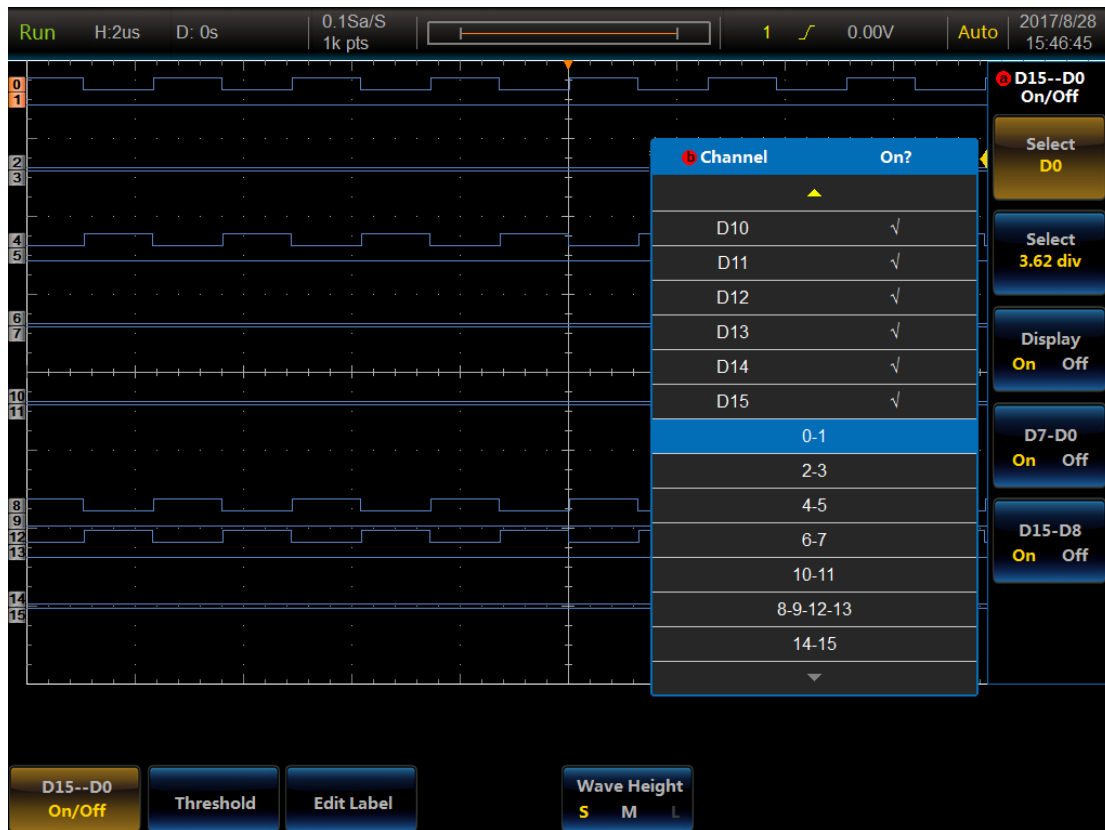 Run H:2us D: 0s 0.1Sa/S 1 0.00V Auto 2017/8/28
1k pts 15:46:45
0
1
2
3
4
5
6
7
10
11
8
9
12
13
14
15
b Channel On?
D10 √
D11 √
D12 √
D13 √
D14 √
D15 √
0-1
2-3
4-5
6-7
10-11
8-9-12-13
14-15
a D15--D0
On/Off
Select
D0
Select
3.62 div
Display
On Off
D7-D0
On Off
D15-D8
On Off
D15--D0
On/Off
Threshold
Edit Label
Wave Height
S M L